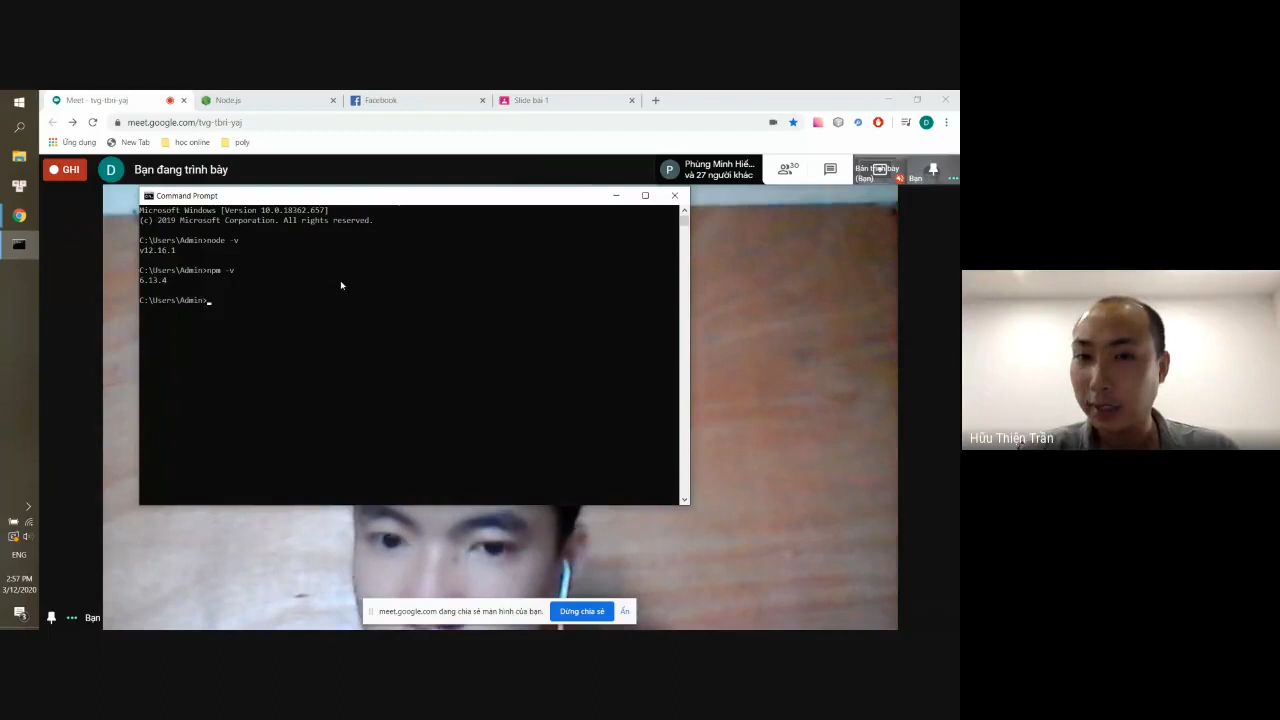 Meet - tvg-tbri-yaj
Node.js
Facebook
Slide bài 1
meet.google.com/tvg-tbri-yaj
Ứng dụng
New Tab
học online
poly
D
GHI
D
Bạn đang trình bày
P
Phùng Minh Hiế...
và 27 người khác
30
(Bạn)
Bạn
Command Prompt
Microsoft Windows [Version 10.0.18362.657]
(c) 2019 Microsoft Corporation. All rights reserved.
C:\Users\Admin>node -v
v12.16.1
C:\Users\Admin>npm -v
6.13.4
C:\Users\Admin>
Hữu Thiện Trần
ENG
2:57 PM
3/12/2020
meet.google.com đang chia sẻ màn hình của bạn.
Dừng chia sẻ
Ẩn
Bạn